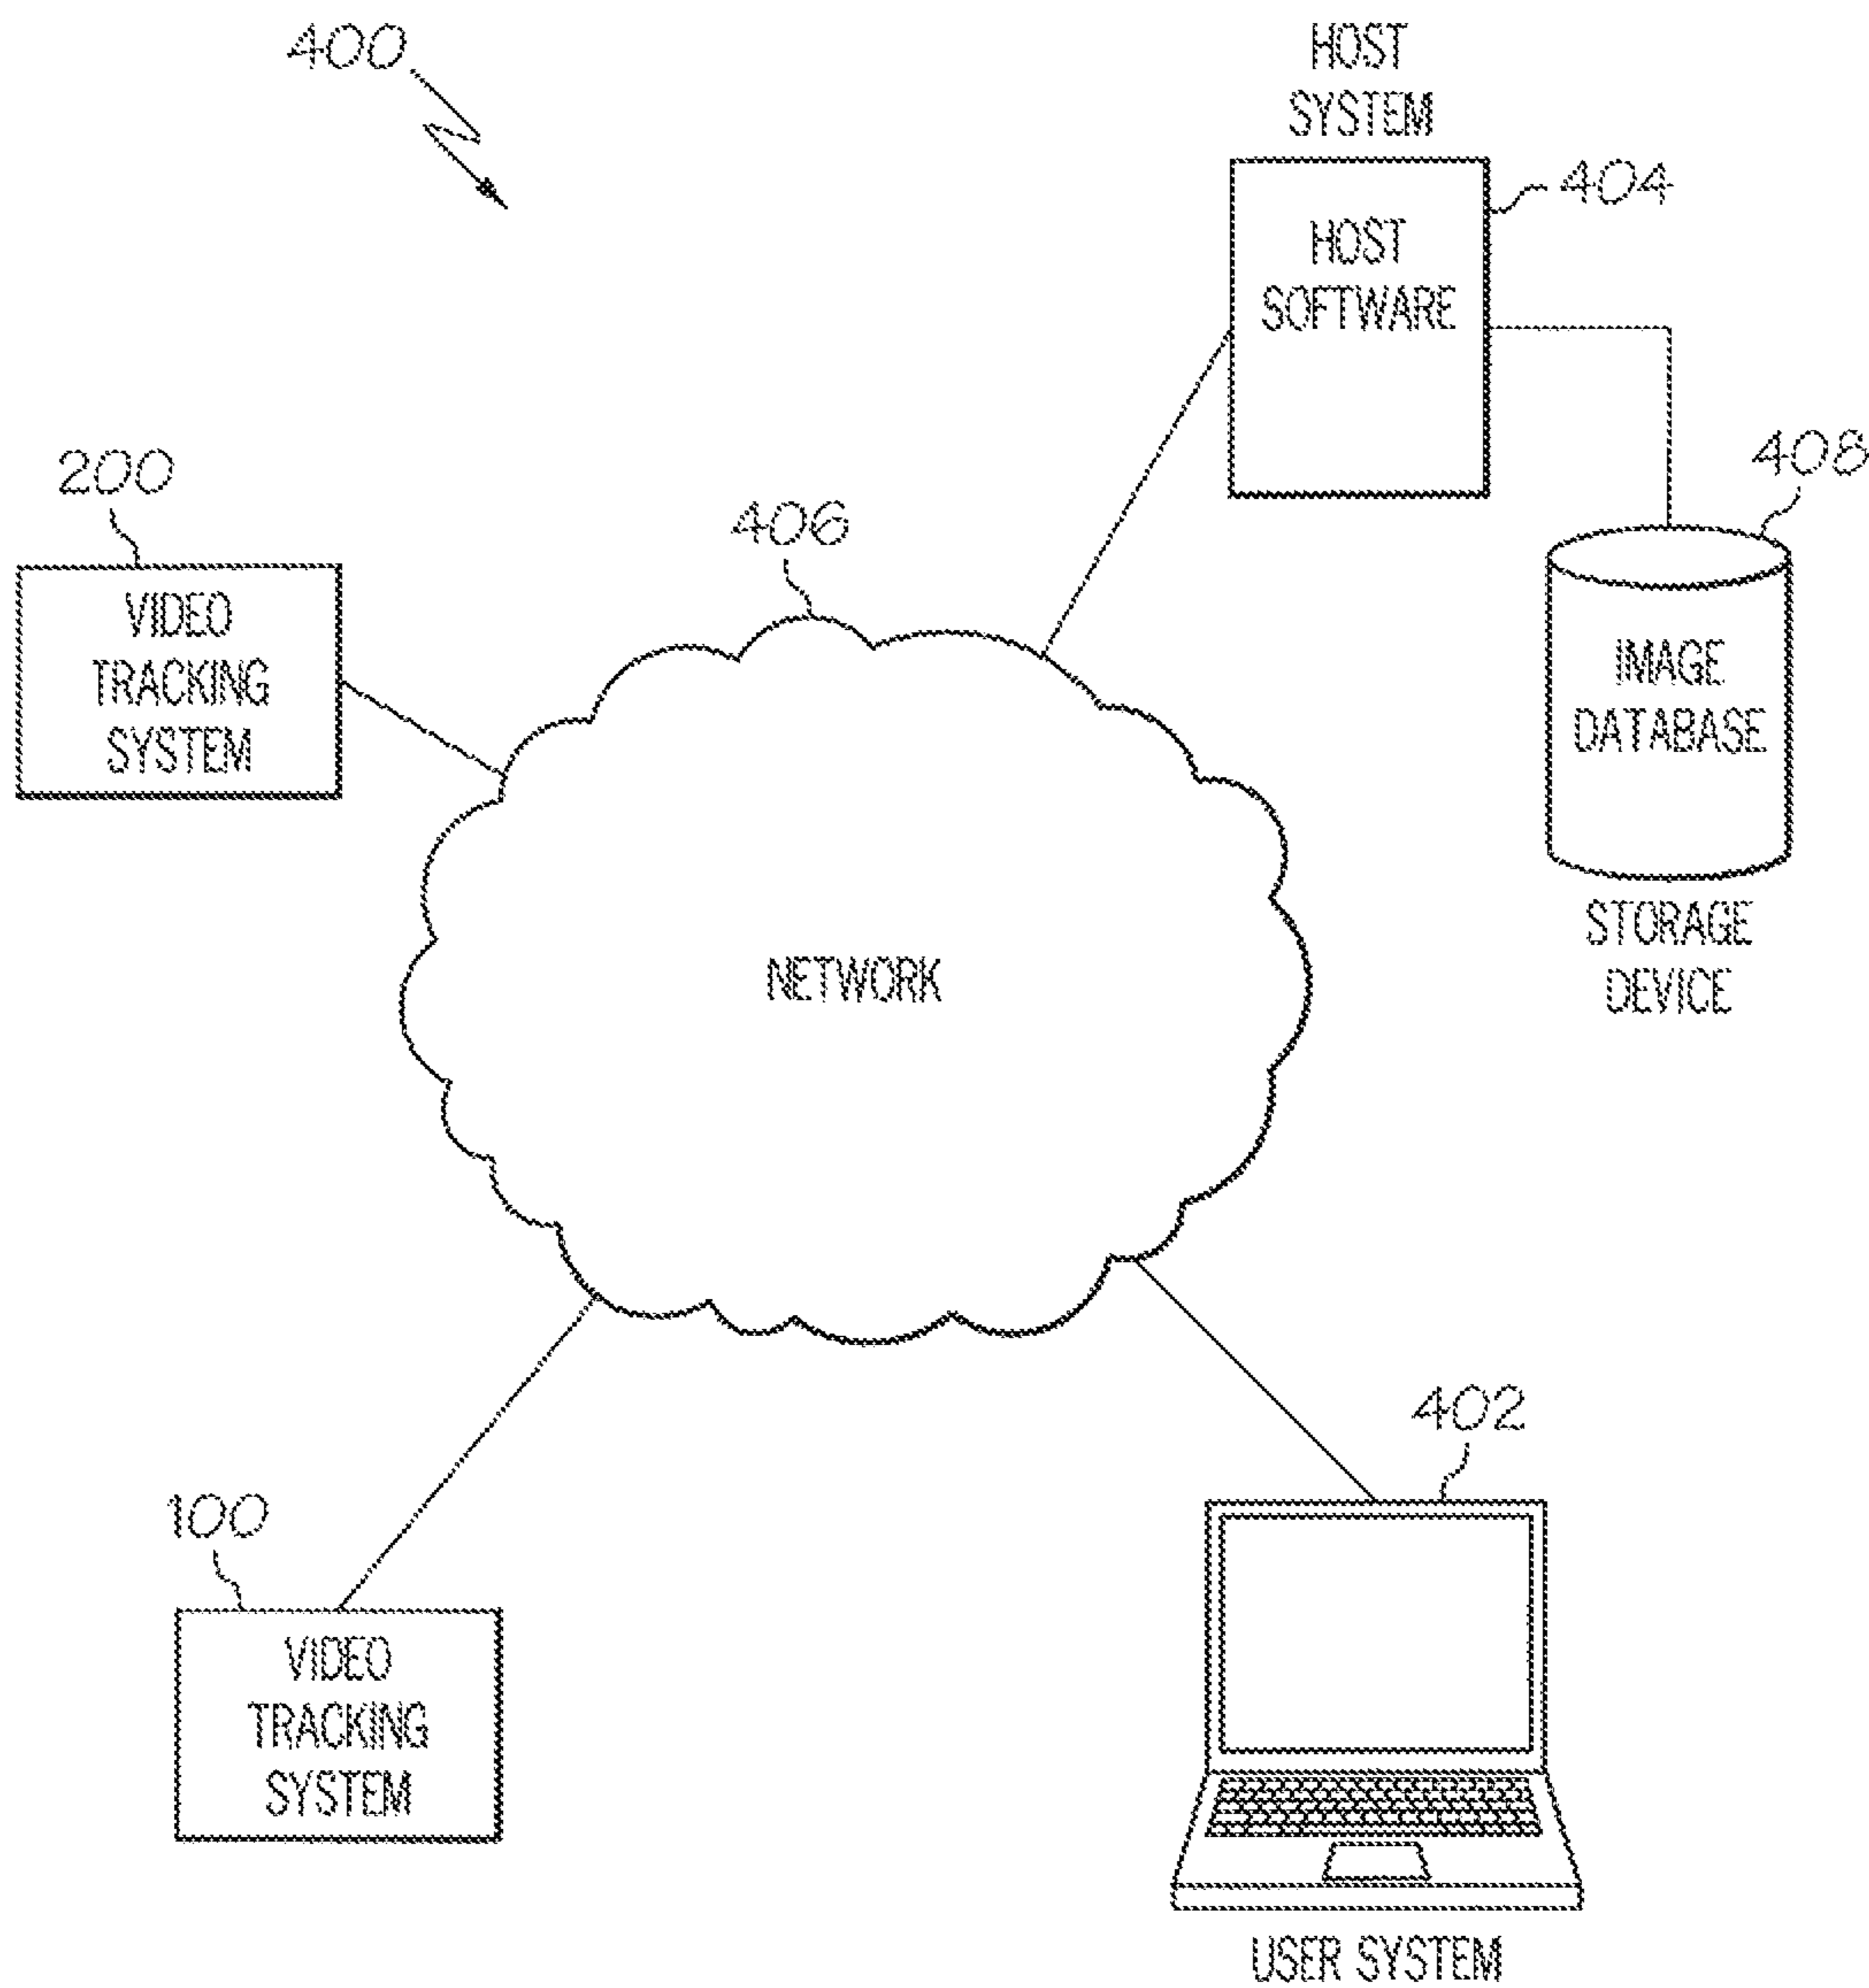 400
HOST
SYSTEM
404
HOST
SOFTWARE
408
200
406
VIDEO
TRACKING
SYSTEM
IMAGE
DATABASE
STORAGE
DEVICE
NETWORK
402
100
VIDEO
TRACKING
SYSTEM
USER SYSTEM